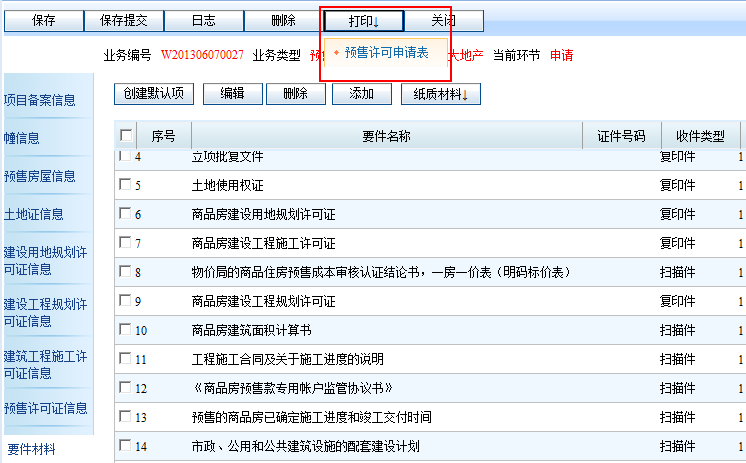 保存 保存提交 日志 删除 打印↓ 关闭
预售许可申请表
业务编号 W201306070027 业务类型 预售 大地产 当前环节 申请
创建默认项 编辑 删除 添加 纸质材料↓
项目备案信息
幢信息
预售房屋信息
土地证信息
建设用地规划许
可证信息
建设工程规划许
可证信息
建筑工程施工许
可证信息
预售许可证信息
要件材料
序号 要件名称 证件号码 收件类型
4 立项批复文件 复印件 1
5 土地使用权证 复印件 1
6 商品房建设用地规划许可证 复印件 1
7 商品房建设工程施工许可证 复印件 1
8 物价局的商品住房预售成本审核认证结论书，一房一价表（明码标价表） 扫描件 1
9 商品房建设工程规划许可证 复印件 1
10 商品房建筑面积计算书 扫描件 1
11 工程施工合同及关于施工进度的说明 扫描件 1
12 《商品房预售款专用帐户监管协议书》 扫描件 1
13 预售的商品房已确定施工进度和竣工交付时间 扫描件 1
14 市政、公用和公共建筑设施的配套建设计划 扫描件 1